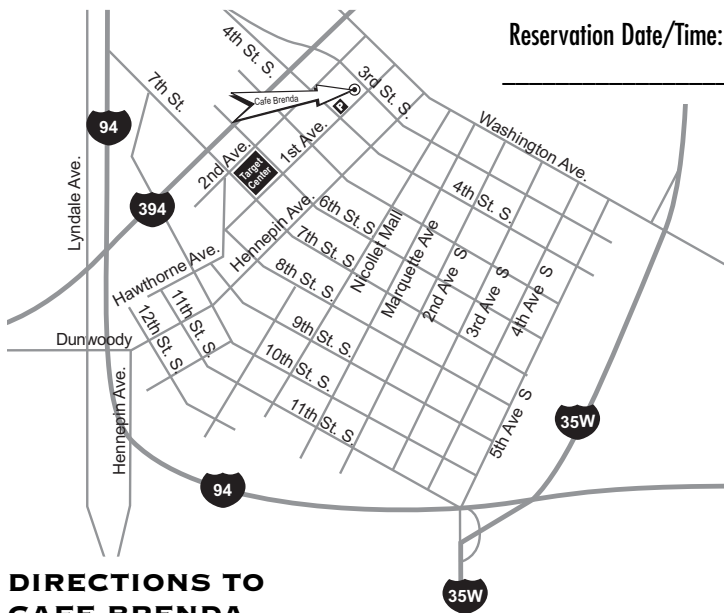 Reservation Date/Time:
4th St. S.
3rd St. S.
7th St.
Cafe Brenda
P
Washington Ave.
94
1st Ave.
2nd Ave.
Target
Center
4th St. S.
Lyndale Ave.
394
6th St. S
Nicollet Mall
Hennepin Ave.
7th St. S
Marquette Ave
2nd Ave S
3rd Ave S
4th Ave S
Hawthorne Ave.
8th St. S.
11th St. S.
12th St. S.
9th St. S.
Dunwoody
10th St. S.
Hennepin Ave.
11th St. S.
5th Ave S
35W
94
35W
DIRECTIONS TO
CAFE BRENDA